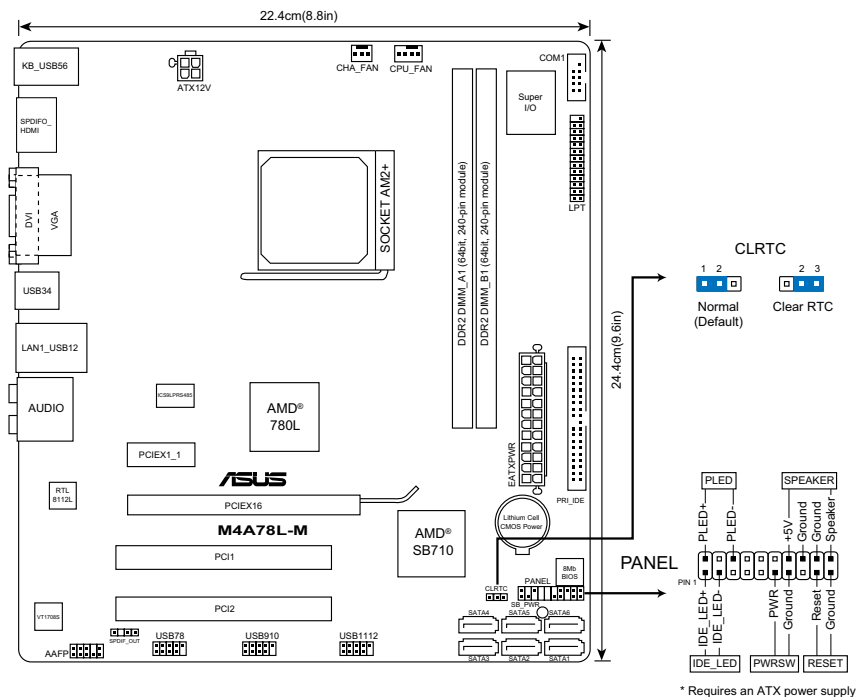 22.4cm(8.8in)
KB_USB56
ATX12V
CHA_FAN
CPU_FAN
COM1
SPDIFO_
HDMI
Super
I/O
DVI
VGA
SOCKET AM2+
DDR2 DIMM_A1 (64bit, 240-pin module)
DDR2 DIMM_B1 (64bit, 240-pin module)
LPT
24.4cm(9.6in)
CLRTC
1 2
2 3
Normal
(Default)
Clear RTC
USB34
LAN1_USB12
AUDIO
ICS9LPRS485
AMD®
780L
EATXPWR
PRI_IDE
PCIEX1_1
RTL
8112L
ASUS
PCIEX16
M4A78L-M
Lithium Cell
CMOS Power
AMD®
SB710
PCI1
8Mb
BIOS
CLRTC
PANEL
SB_PWR
PCI2
VT1708S
SPDIF_OUT
AAFP
USB78
USB910
USB1112
SATA4
SATA5
SATA6
SATA3
SATA2
SATA1
PLED
SPEAKER
PLED+
PLED-
+5V
Ground
Ground
Speaker
PANEL
PIN 1
IDE_LED+
IDE_LED-
PWR
Ground
Reset
Ground
IDE_LED
PWRSW
RESET
* Requires an ATX power supply